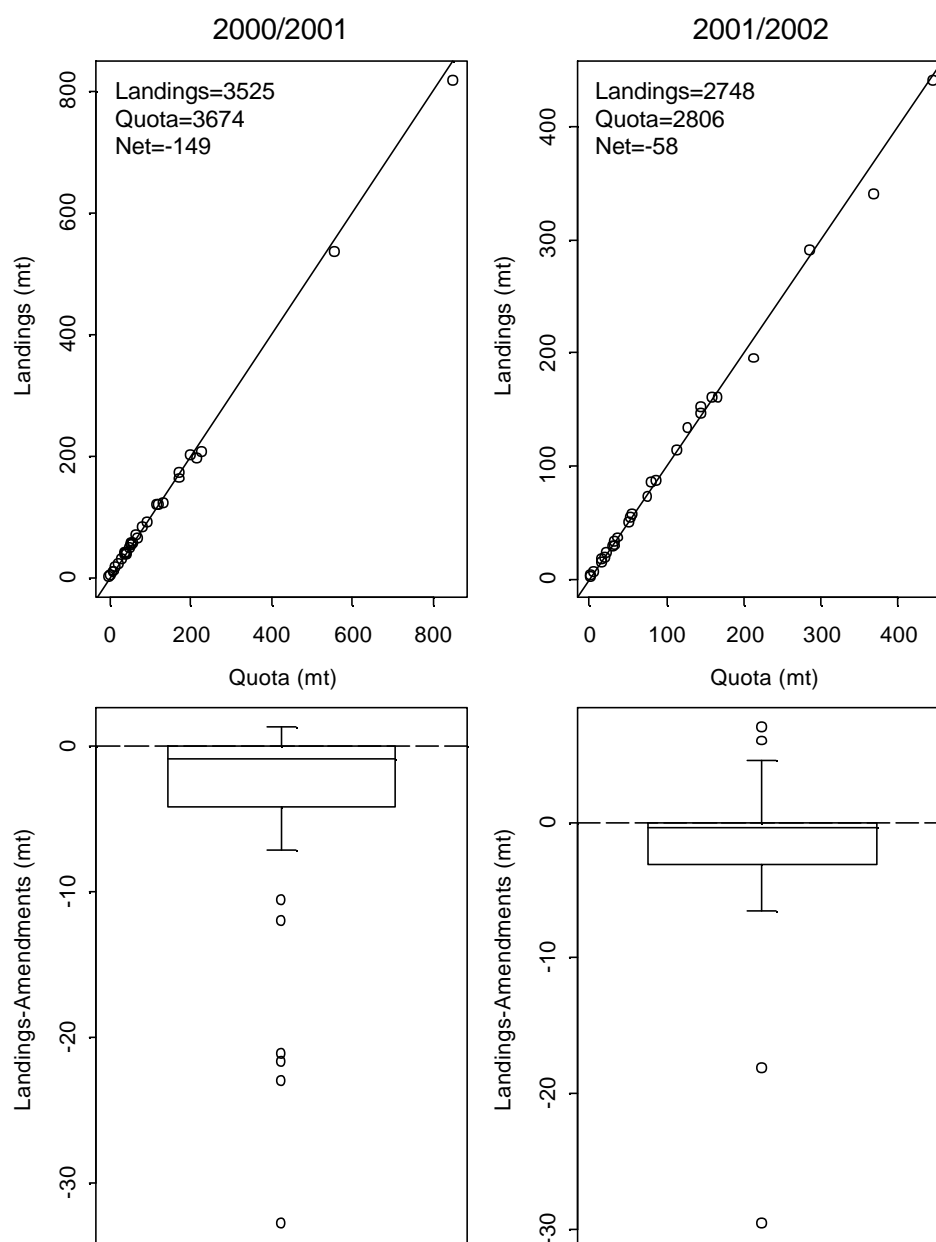 2000/2001
Landings=3525
Quota=3674
Net=-149
Landings (mt)
800
600
400
200
0
0 200 400 600 800
Quota (mt)
2001/2002
Landings=2748
Quota=2806
Net=-58
Landings (mt)
400
300
200
100
0
0 100 200 300 400
Quota (mt)
Landings-Amendments (mt)
0
-10
-20
-30
Landings-Amendments (mt)
0
-10
-20
-30